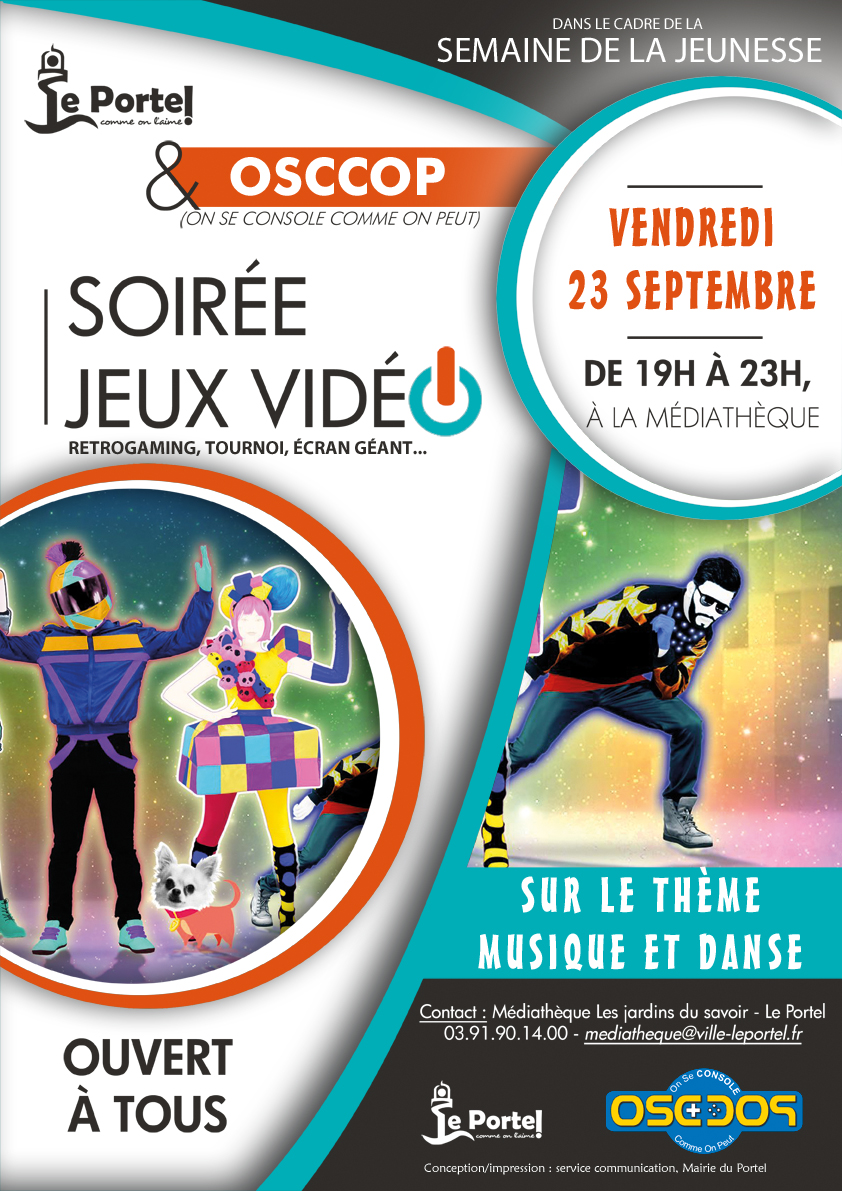 DANS LE CADRE DE LA
SEMAINE DE LA JEUNESSE
Le Portel
comme on l'aime!
& OSCCOP
(ON SE CONSOLE COMME ON PEUT)
VENDREDI
23 SEPTEMBRE
DE 19H À 23H,
À LA MÉDIATHÈQUE
SOIRÉE
JEUX VIDÉO
RETROGAMING, TOURNOI, ÉCRAN GÉANT...
SUR LE THÈME
MUSIQUE ET DANSE
Contact : Médiathèque Les jardins du savoir - Le Portel
03.91.90.14.00 - mediatheque@ville-leportel.fr
OUVERT
À TOUS
Le Portel
comme on l'aime!
On Se CONSOLE
OSCCOP
Comme On Peut
Conception/impression : service communication, Mairie du Portel